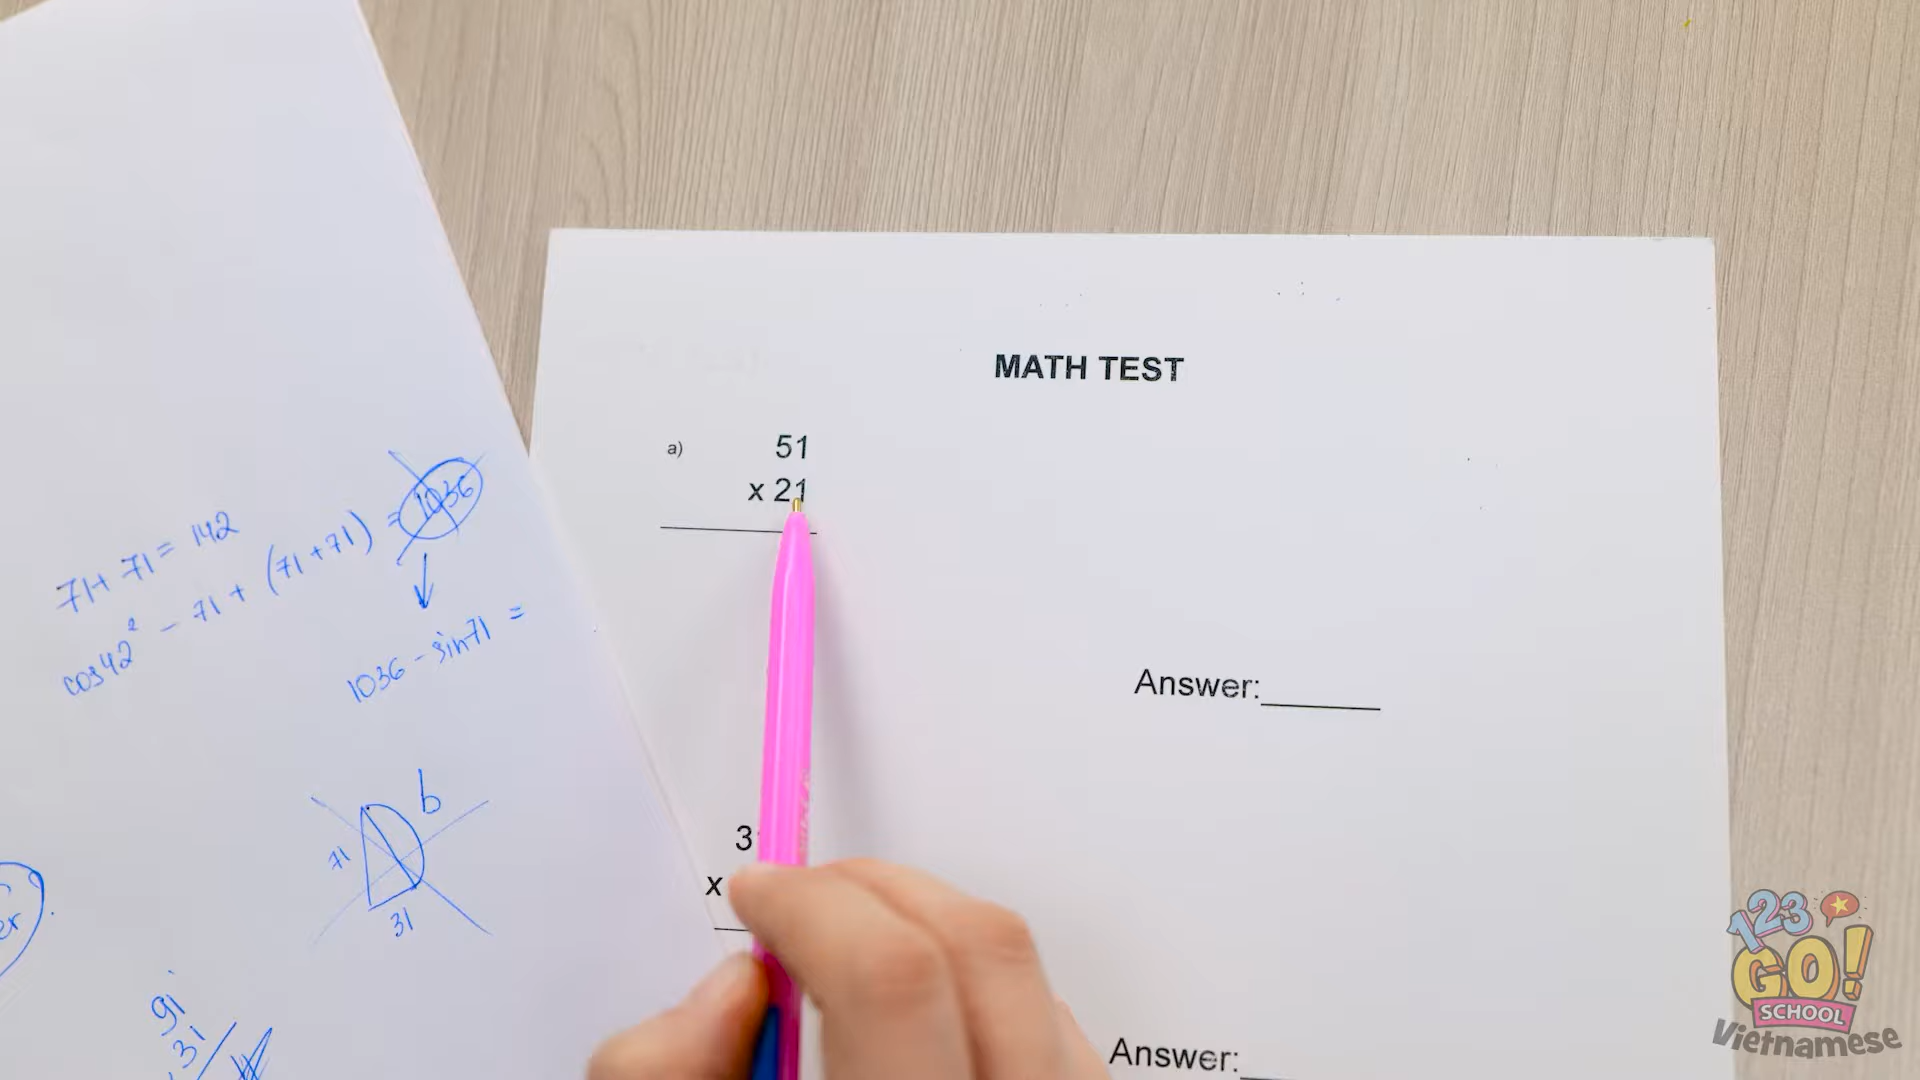 MATH TEST
a) 51
x 21
Answer:
3
x
Answer:
71 + 71 = 142
cos42² - 71 + (71+71) = 1036
1036 - sin71 =
b
71
31
91
31
123 GO!
SCHOOL
Vietnamese